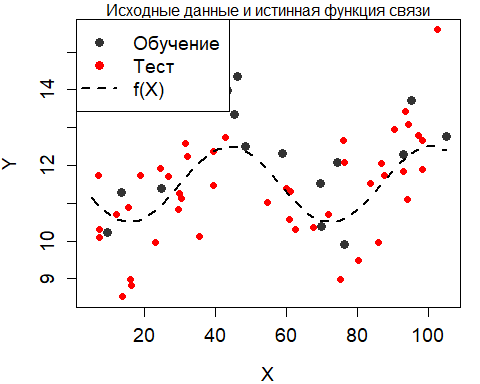 Исходные данные и истинная функция связи
Обучение
Тест
f(X)
Y
14
12
10
9
20
40
60
80
100
X